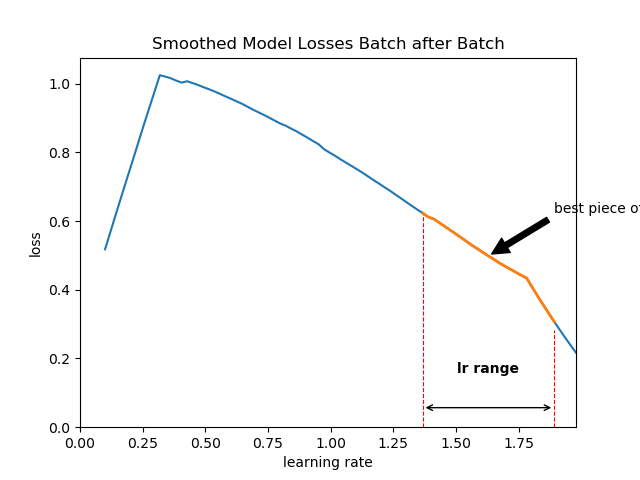 Smoothed Model Losses Batch after Batch
1.0
0.8
0.6
0.4
0.2
0.0
loss
best piece of
lr range
0.00 0.25 0.50 0.75 1.00 1.25 1.50 1.75
learning rate